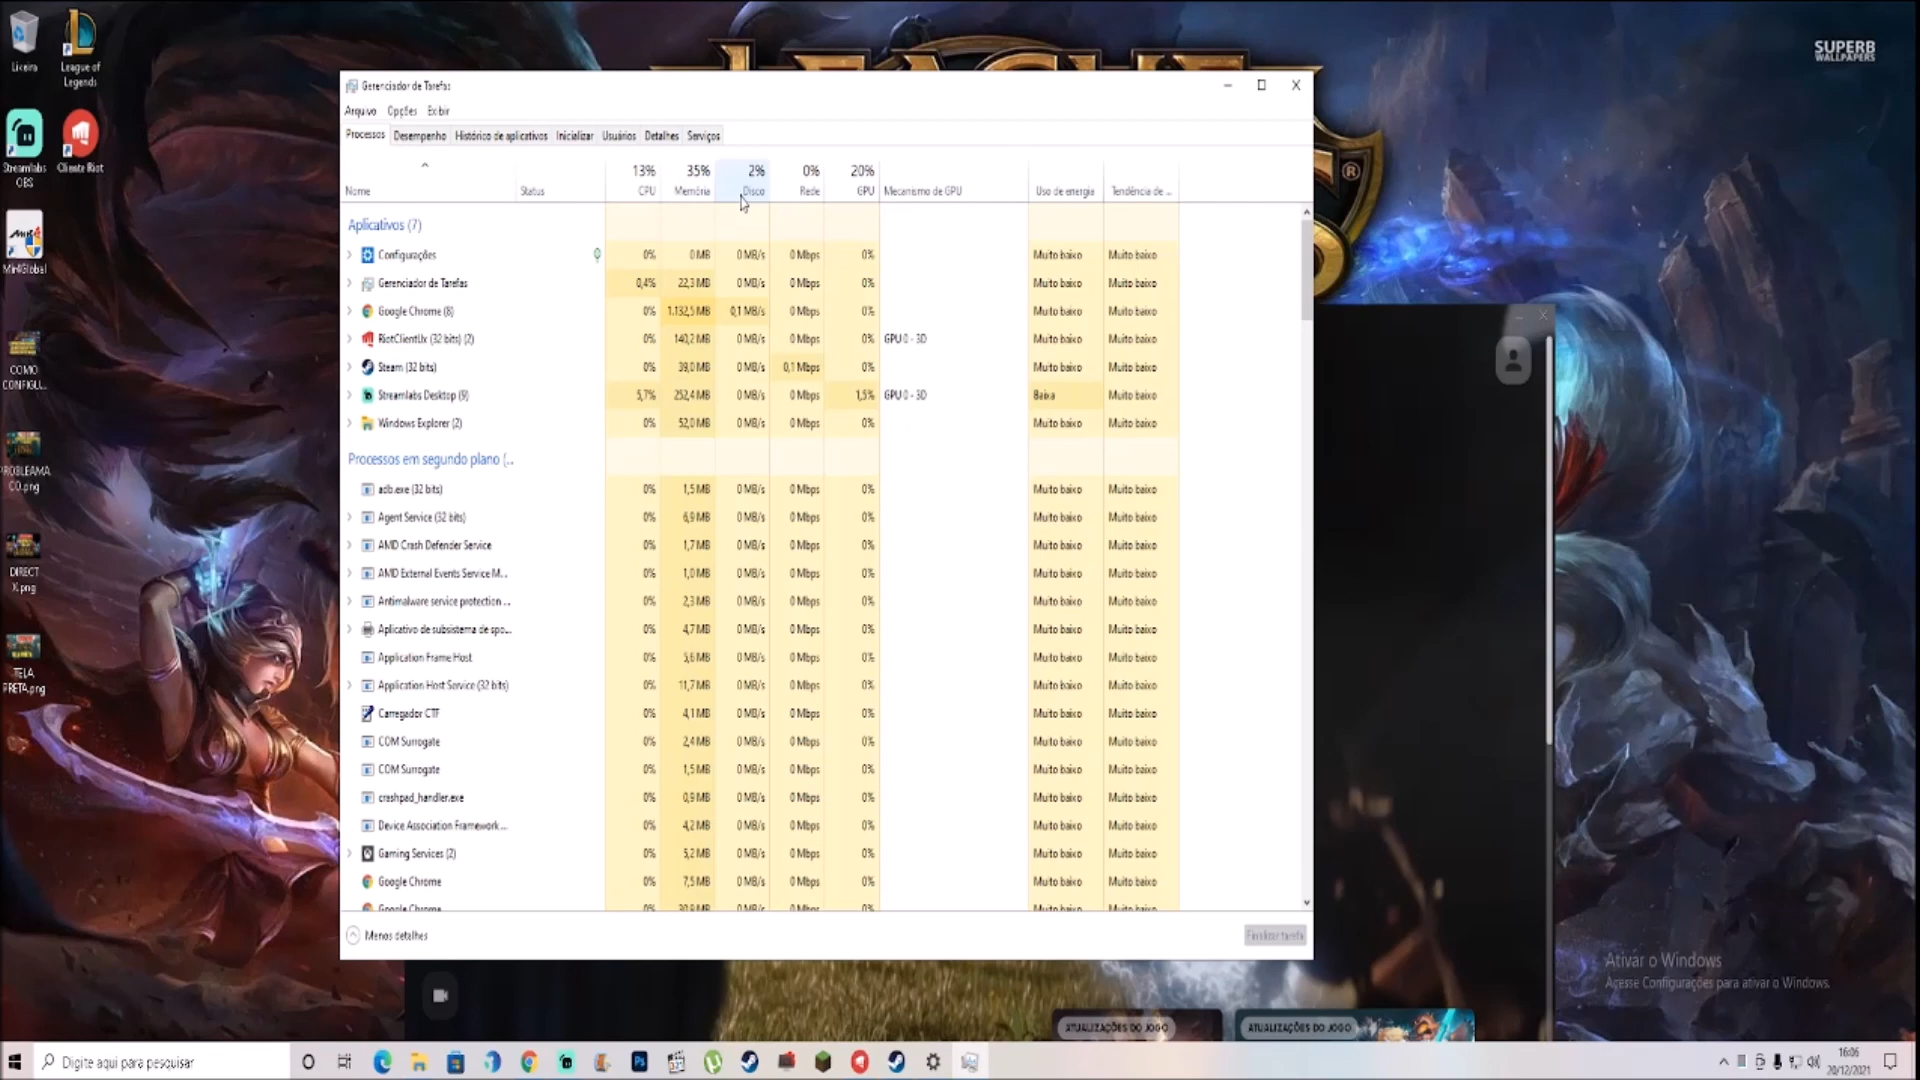 Lixeira
League of
Legends
Streamlabs
OBS
Cliente Riot
Mir4Global
COMO
CONFIGU...
PROBLEAMA
CO.png
DIRECT
X.png
TELA
PRETA.png
SUPERB
WALLPAPERS
Gerenciador de Tarefas
Arquivo Opções Exibir
Processos Desempenho Histórico de aplicativos Inicializar Usuários Detalhes Serviços
13% 35% 2% 0% 20%
Nome Status CPU Memória Disco Rede GPU Mecanismo de GPU Uso de energia Tendência de ...
Aplicativos (7)
Configurações 0% 0 MB 0 MB/s 0 Mbps 0% Muito baixo Muito baixo
Gerenciador de Tarefas 0,4% 22,3 MB 0 MB/s 0 Mbps 0% Muito baixo Muito baixo
Google Chrome (8) 0% 1.132,5 MB 0,1 MB/s 0 Mbps 0% Muito baixo Muito baixo
RiotClientUx (32 bits) (2) 0% 140,2 MB 0 MB/s 0 Mbps 0% GPU 0 - 3D Muito baixo Muito baixo
Steam (32 bits) 0% 39,0 MB 0 MB/s 0,1 Mbps 0% Muito baixo Muito baixo
Streamlabs Desktop (9) 5,7% 252,4 MB 0 MB/s 0 Mbps 1,5% GPU 0 - 3D Baixa Muito baixo
Windows Explorer (2) 0% 52,0 MB 0 MB/s 0 Mbps 0% Muito baixo Muito baixo
Processos em segundo plano (...
adb.exe (32 bits) 0% 1,5 MB 0 MB/s 0 Mbps 0% Muito baixo Muito baixo
Agent Service (32 bits) 0% 6,9 MB 0 MB/s 0 Mbps 0% Muito baixo Muito baixo
AMD Crash Defender Service 0% 1,7 MB 0 MB/s 0 Mbps 0% Muito baixo Muito baixo
AMD External Events Service M... 0% 1,0 MB 0 MB/s 0 Mbps 0% Muito baixo Muito baixo
Antimalware service protection ... 0% 2,3 MB 0 MB/s 0 Mbps 0% Muito baixo Muito baixo
Aplicativo de subsistema de spo... 0% 4,7 MB 0 MB/s 0 Mbps 0% Muito baixo Muito baixo
Application Frame Host 0% 5,6 MB 0 MB/s 0 Mbps 0% Muito baixo Muito baixo
Application Host Service (32 bits) 0% 11,7 MB 0 MB/s 0 Mbps 0% Muito baixo Muito baixo
Carregador CTF 0% 4,1 MB 0 MB/s 0 Mbps 0% Muito baixo Muito baixo
COM Surrogate 0% 2,4 MB 0 MB/s 0 Mbps 0% Muito baixo Muito baixo
COM Surrogate 0% 1,5 MB 0 MB/s 0 Mbps 0% Muito baixo Muito baixo
crashpad_handler.exe 0% 0,9 MB 0 MB/s 0 Mbps 0% Muito baixo Muito baixo
Device Association Framework ... 0% 4,2 MB 0 MB/s 0 Mbps 0% Muito baixo Muito baixo
Gaming Services (2) 0% 5,2 MB 0 MB/s 0 Mbps 0% Muito baixo Muito baixo
Google Chrome 0% 7,5 MB 0 MB/s 0 Mbps 0% Muito baixo Muito baixo
Google Chrome 0% 30,9 MB 0 MB/s 0 Mbps 0% Muito baixo Muito baixo
Menos detalhes
Finalizar tarefa
Ativar o Windows
Acesse Configurações para ativar o Windows.
ATUALIZAÇÕES DO JOGO ATUALIZAÇÕES DO JOGO
Digite aqui para pesquisar
16:06
20/12/2021